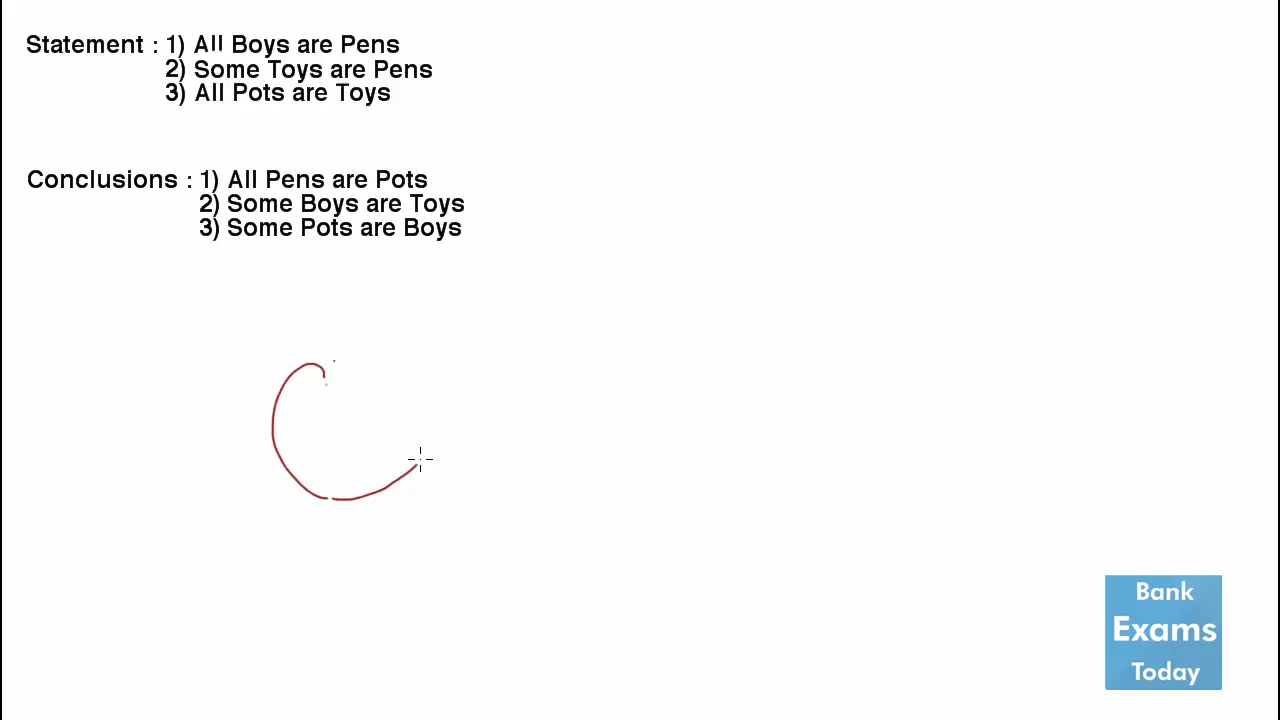 Statement : 1) All Boys are Pens
2) Some Toys are Pens
3) All Pots are Toys
Conclusions : 1) All Pens are Pots
2) Some Boys are Toys
3) Some Pots are Boys
Bank
Exams
Today